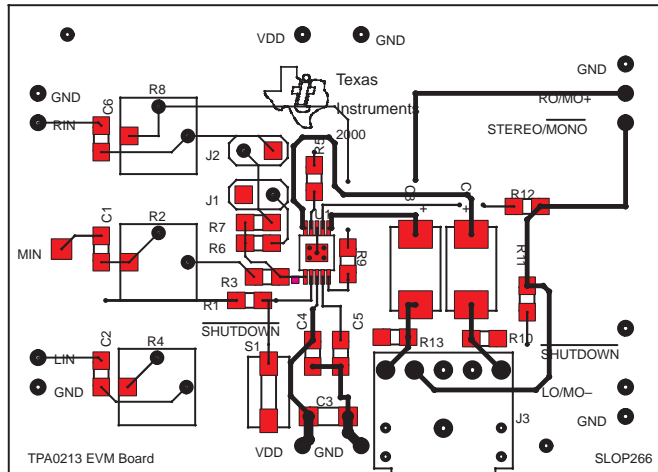 VDD
GND
GND
Texas
Instruments
2000
R8
C6
GND
RIN
RO/MO+
STEREO/MONO
J2
R5
J1
C1
R2
R7
R6
U1
C8
+
C7
+
R12
MIN
R9
R11
R3
R1
SHUTDOWN
C4
C5
R13
R10
SHUTDOWN
LIN
C2
R4
S1
GND
C3
LO/MO–
J3
GND
VDD
GND
TPA0213 EVM Board
SLOP266